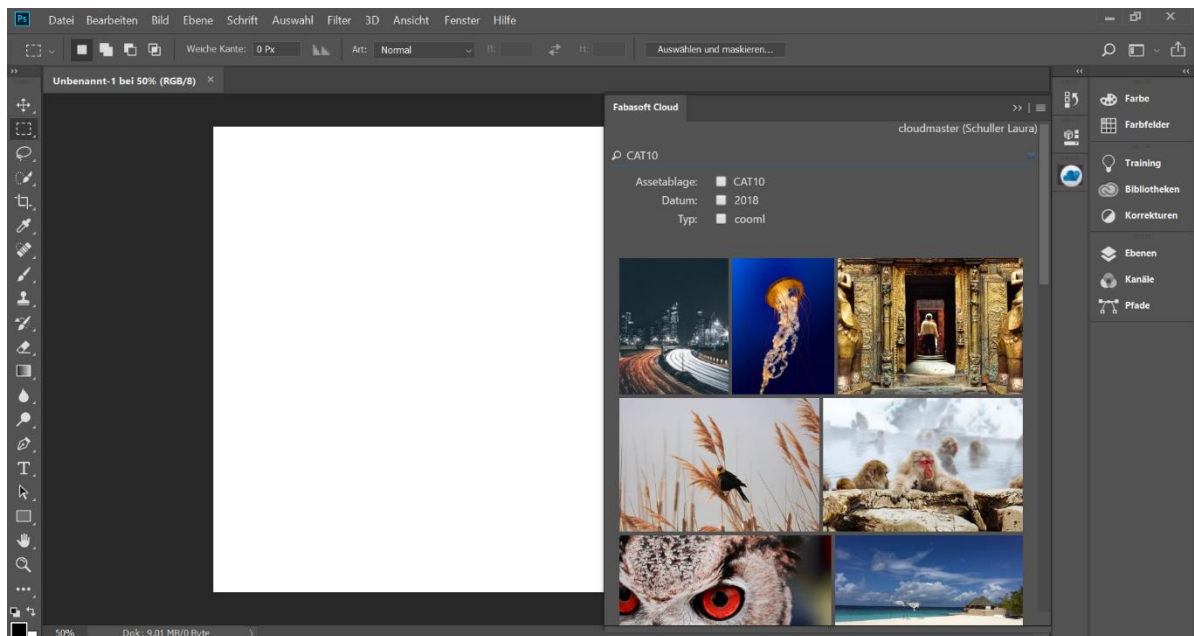 Ps Datei Bearbeiten Bild Ebene Schrift Auswahl Filter 3D Ansicht Fenster Hilfe
Weiche Kante: 0 Px Art: Normal B: H: Auswählen und maskieren...
Unbenannt-1 bei 50% (RGB/8) ×
Fabasoft Cloud
cloudmaster (Schuller Laura)
CAT10
Assetablage: CAT10
Datum: 2018
Typ: cooml
Farbe
Farbfelder
Training
Bibliotheken
Korrekturen
Ebenen
Kanäle
Pfade
50% Dok: 9,01 MB/0 Byte